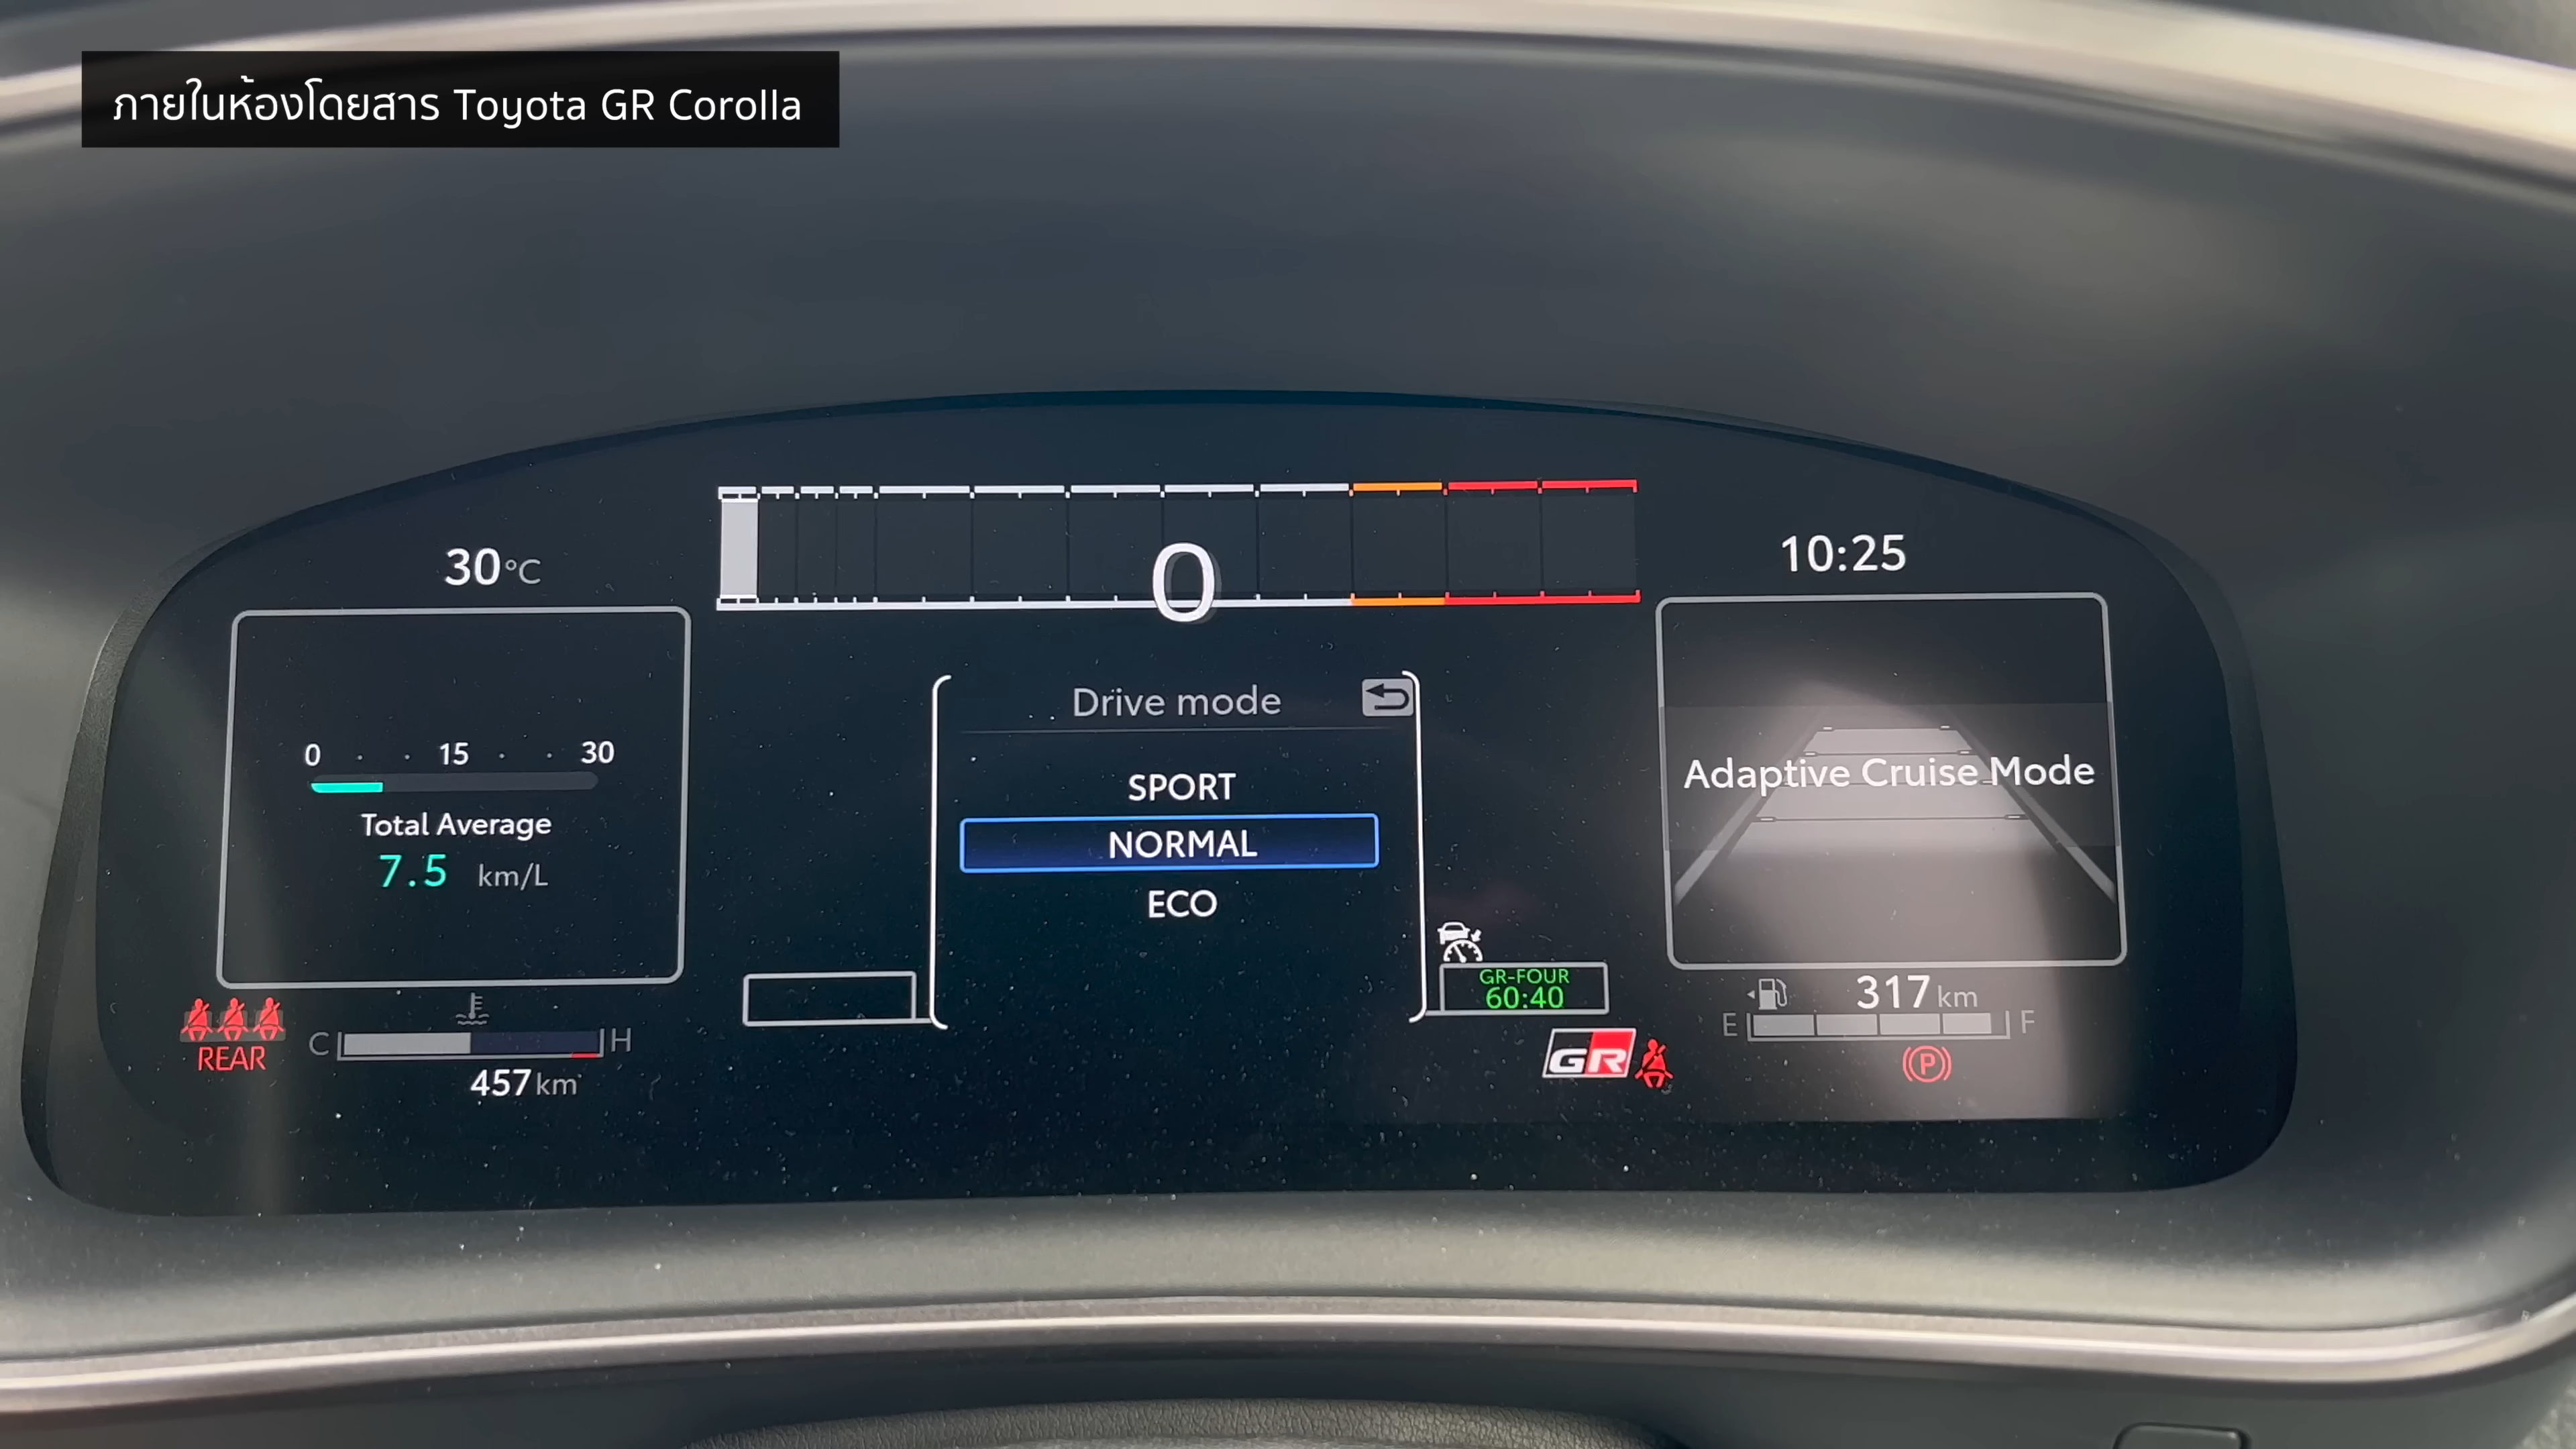 ภายในห้องโดยสาร Toyota GR Corolla
30°C
0
10:25
0 15 30
Total Average
7.5 km/L
Drive mode
SPORT
NORMAL
ECO
Adaptive Cruise Mode
GR-FOUR
60:40
REAR
C H
457 km
GR
317 km
E F
P